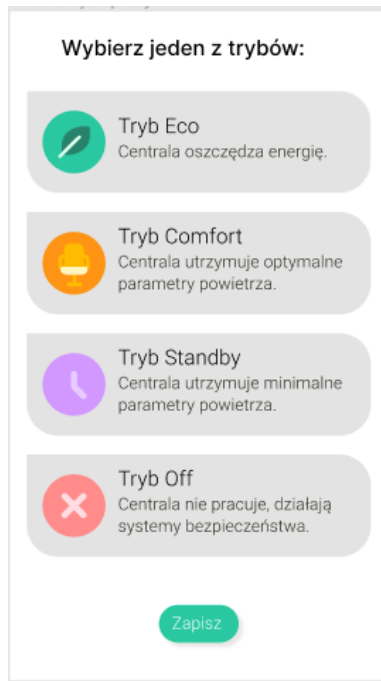 Wybierz jeden z trybów:
Tryb Eco
Centrala oszczędza energię.
Tryb Comfort
Centrala utrzymuje optymalne
parametry powietrza.
Tryb Standby
Centrala utrzymuje minimalne
parametry powietrza.
Tryb Off
Centrala nie pracuje, działają
systemy bezpieczeństwa.
Zapisz